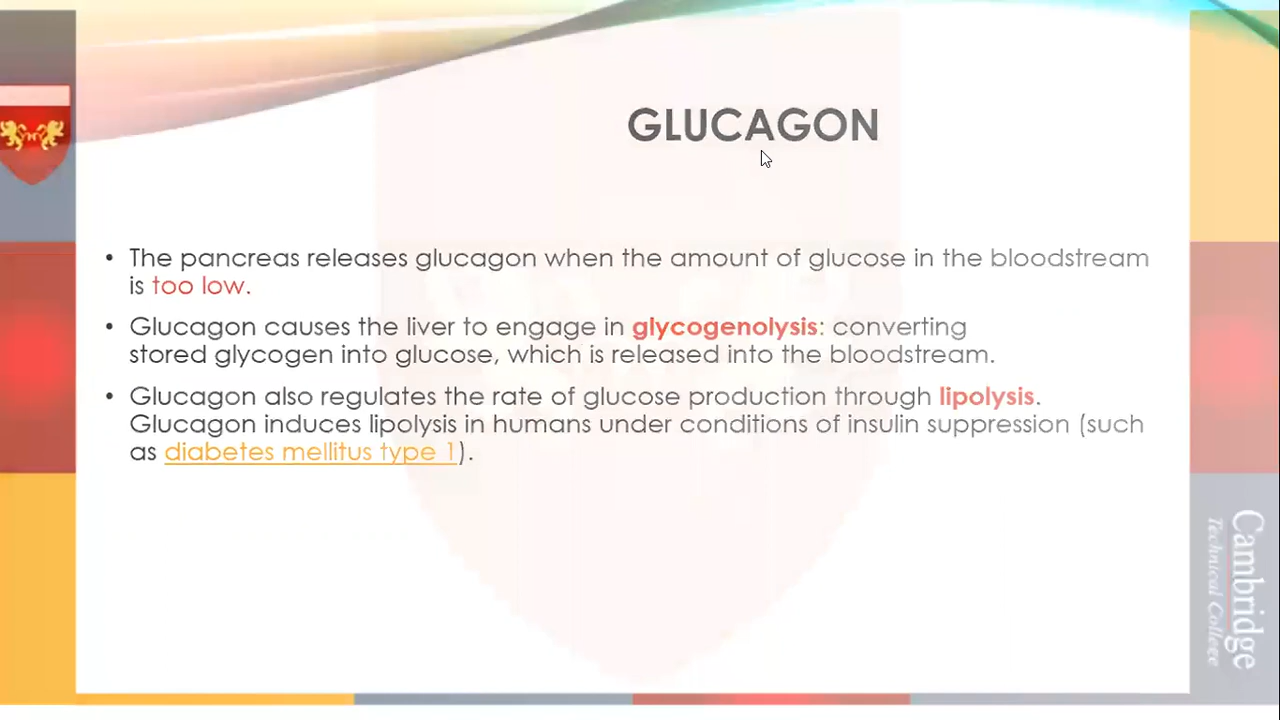 GLUCAGON
• The pancreas releases glucagon when the amount of glucose in the bloodstream
is too low.
• Glucagon causes the liver to engage in glycogenolysis: converting
stored glycogen into glucose, which is released into the bloodstream.
• Glucagon also regulates the rate of glucose production through lipolysis.
Glucagon induces lipolysis in humans under conditions of insulin suppression (such
as diabetes mellitus type 1).
Cambridge
Technical College